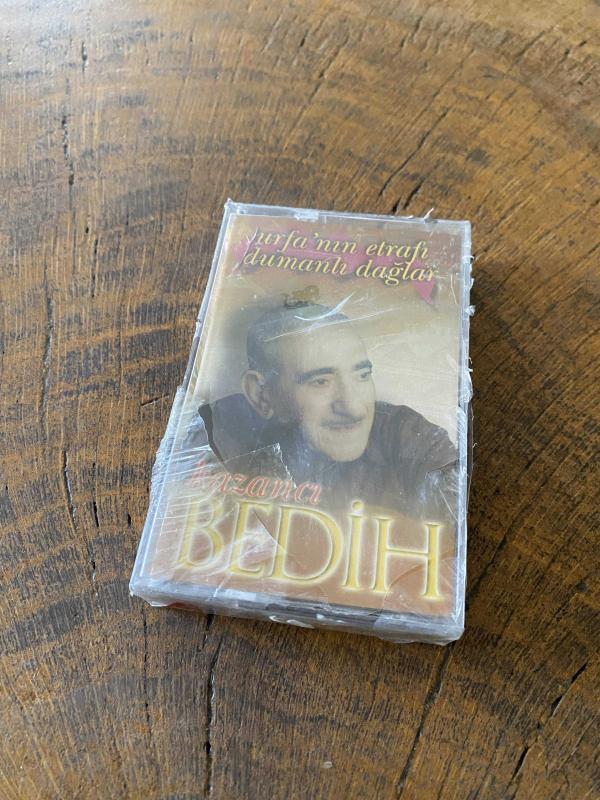 urfa'nın etrafı
dumanlı dağlar
kazancı
BEDİH